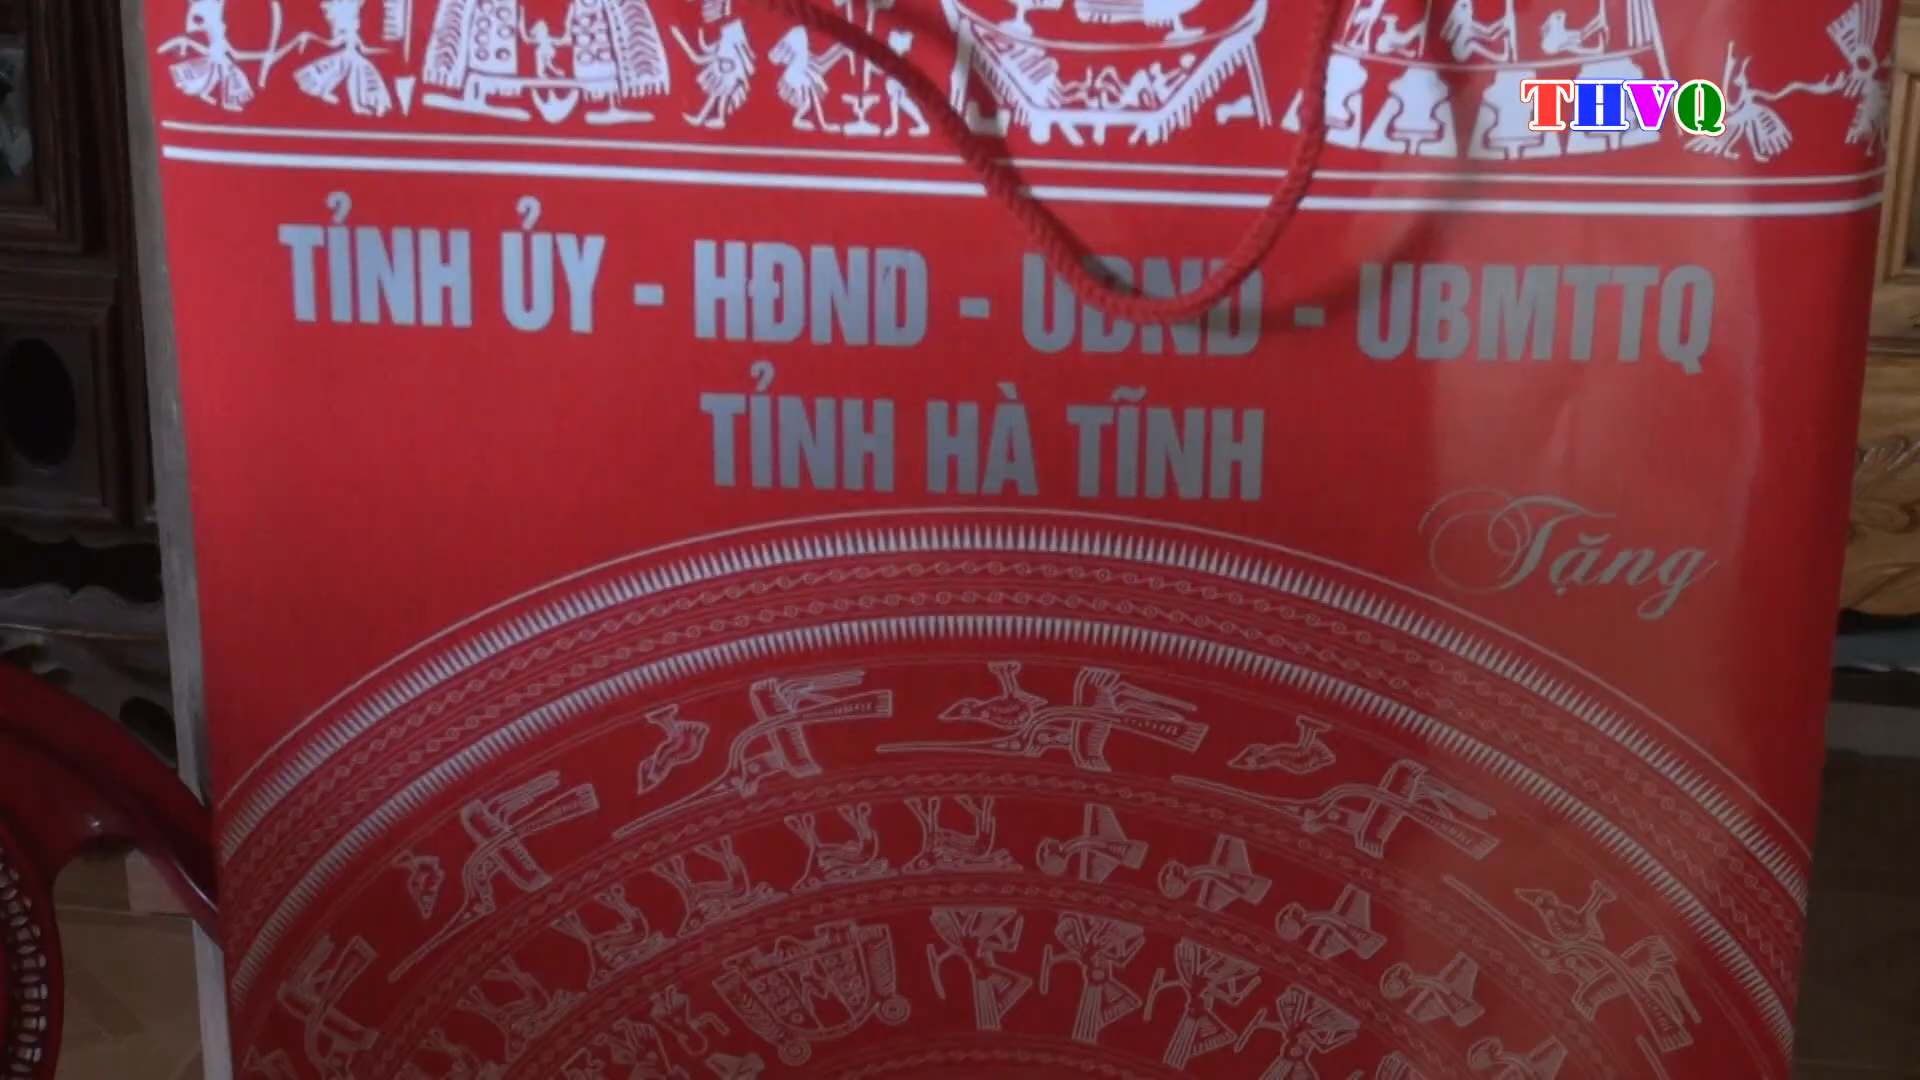 THVQ
TỈNH ỦY - HĐND - UBND - UBMTTQ
TỈNH HÀ TĨNH
Tặng